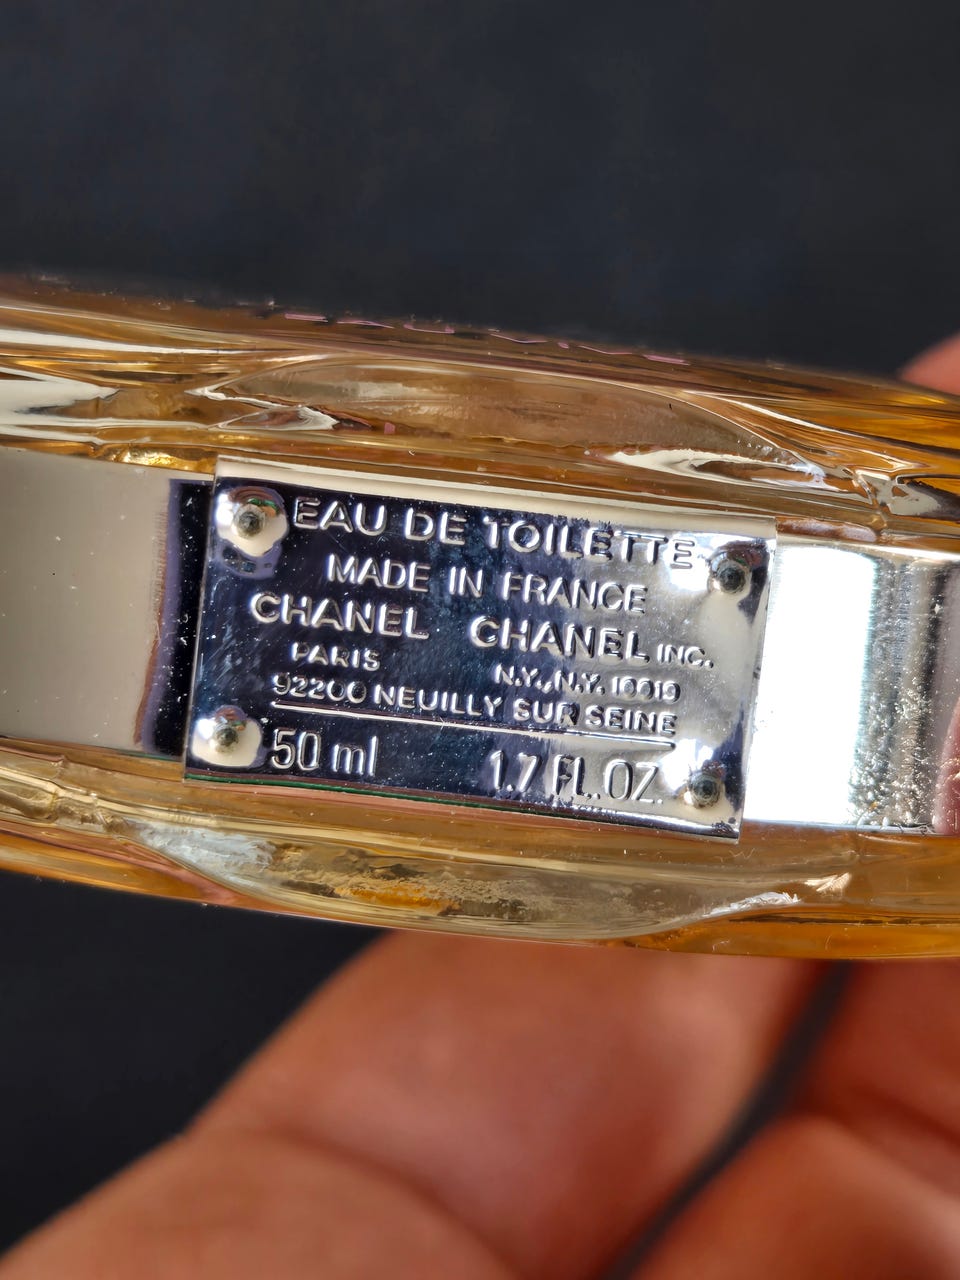 EAU DE TOILETTE
MADE IN FRANCE
CHANEL CHANEL INC.
PARIS N.Y., N.Y. 10019
92200 NEUILLY SUR SEINE
50 ml 1.7 FL. OZ.